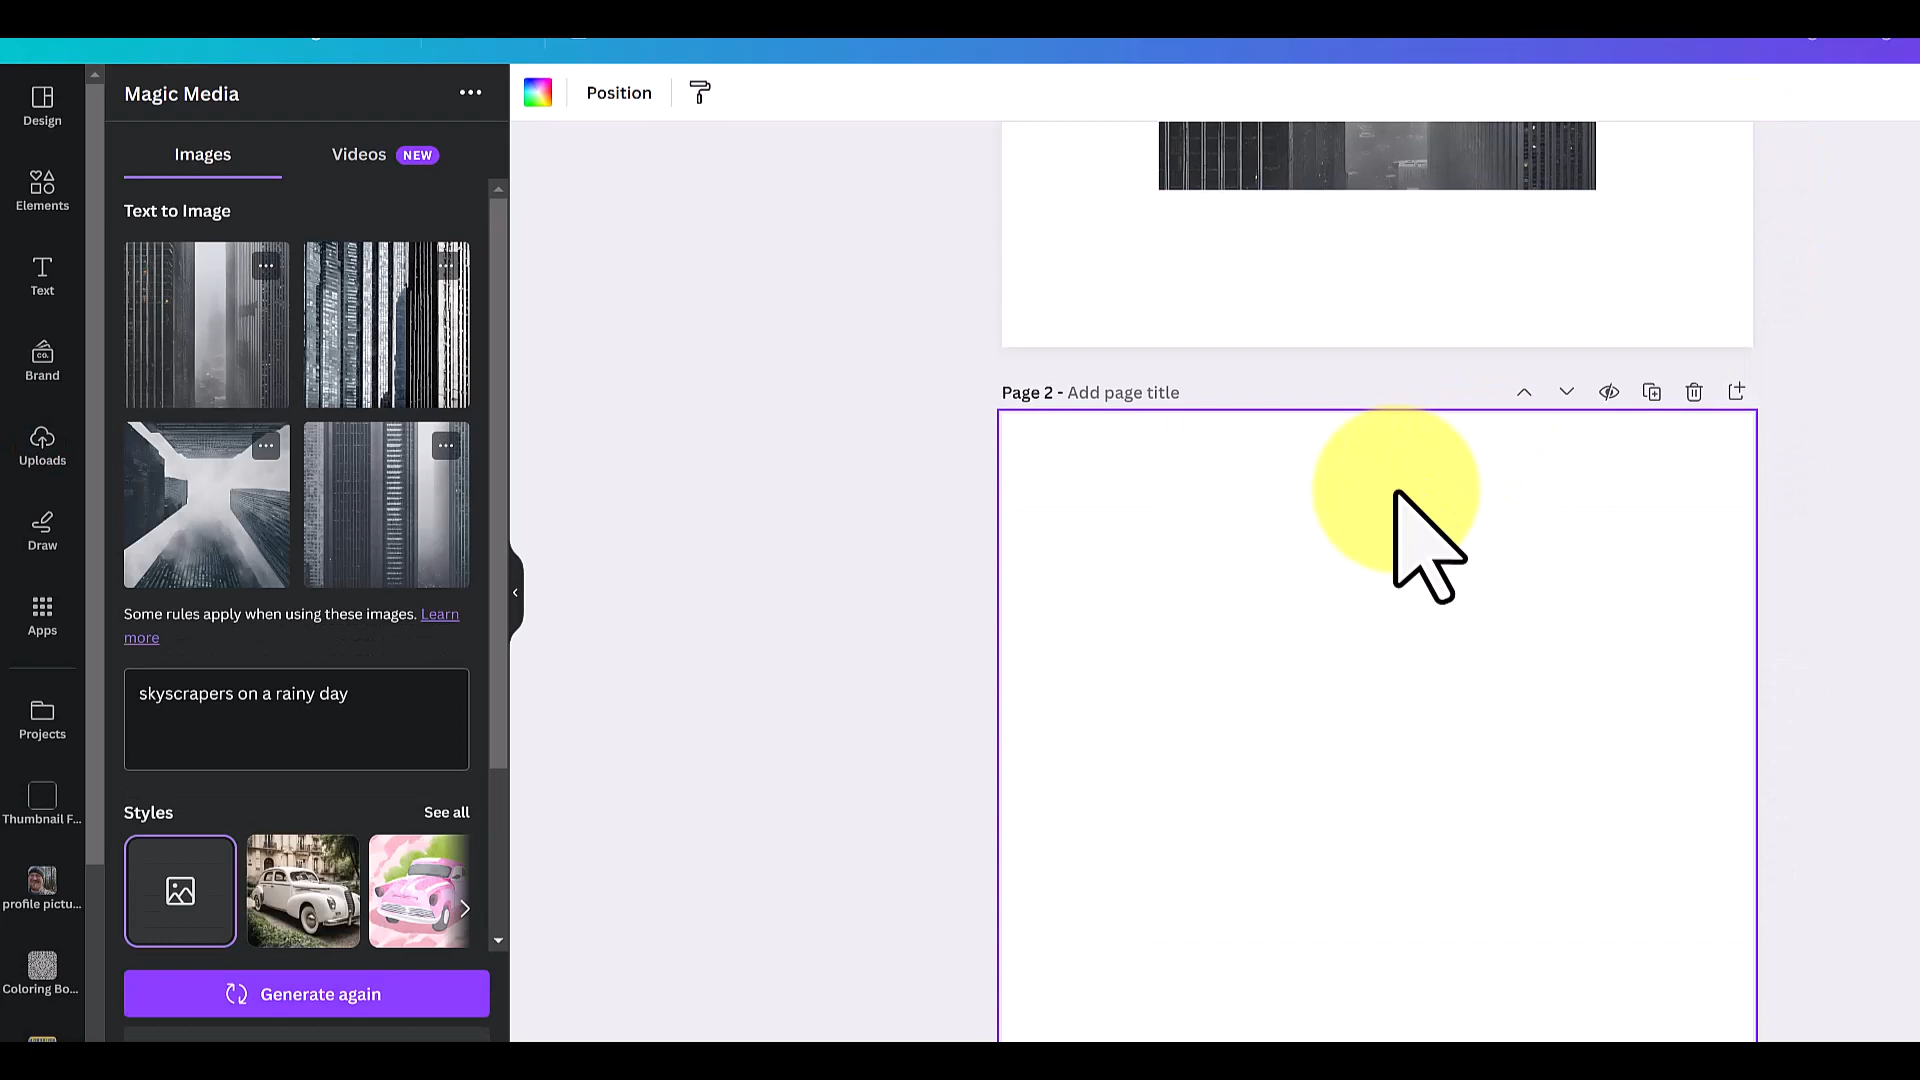 Design
Elements
Text
CO.
Brand
Uploads
Draw
Apps
Projects
Thumbnail F...
profile pictu...
Coloring Bo...
Magic Media
Images
Videos NEW
Text to Image
Some rules apply when using these images. Learn
more
skyscrapers on a rainy day
Styles
See all
Generate again
Position
Page 2 - Add page title